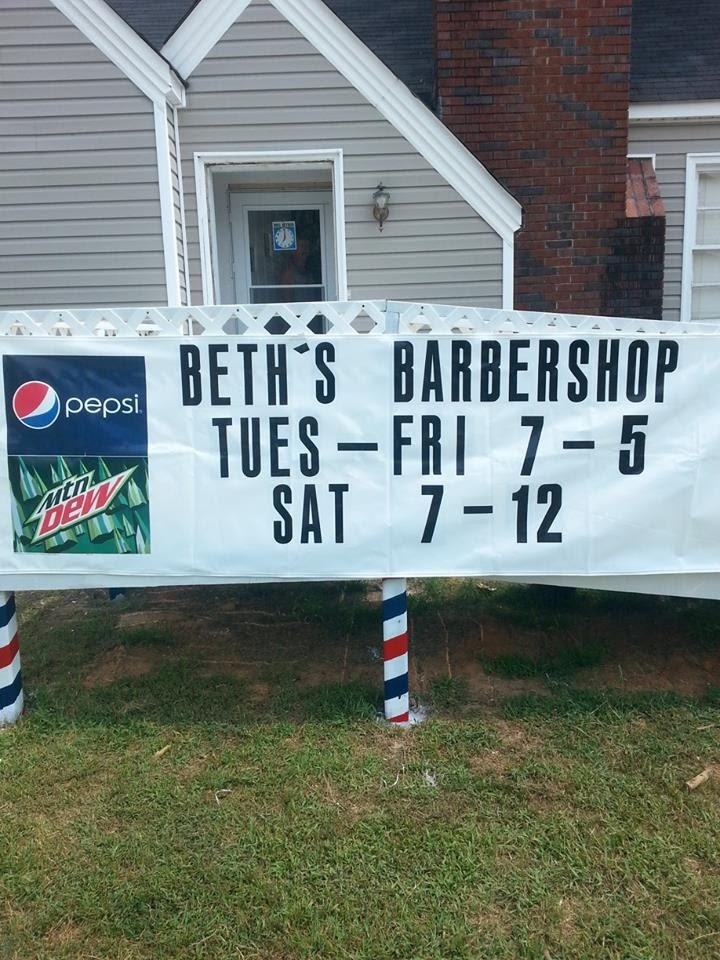 pepsi
Mtn
Dew
BETH`S BARBERSHOP
TUES – FRI 7 – 5
SAT 7 – 12